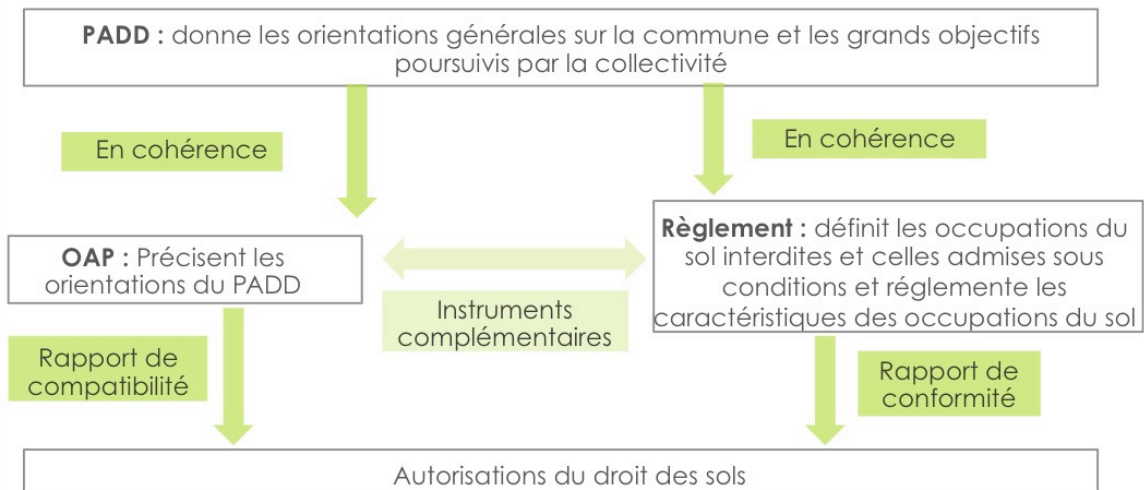 PADD : donne les orientations générales sur la commune et les grands objectifs
poursuivis par la collectivité
En cohérence
En cohérence
OAP : Précisent les
orientations du PADD
Instruments
complémentaires
Règlement : définit les occupations du
sol interdites et celles admises sous
conditions et réglemente les
caractéristiques des occupations du sol
Rapport de
compatibilité
Rapport de
conformité
Autorisations du droit des sols